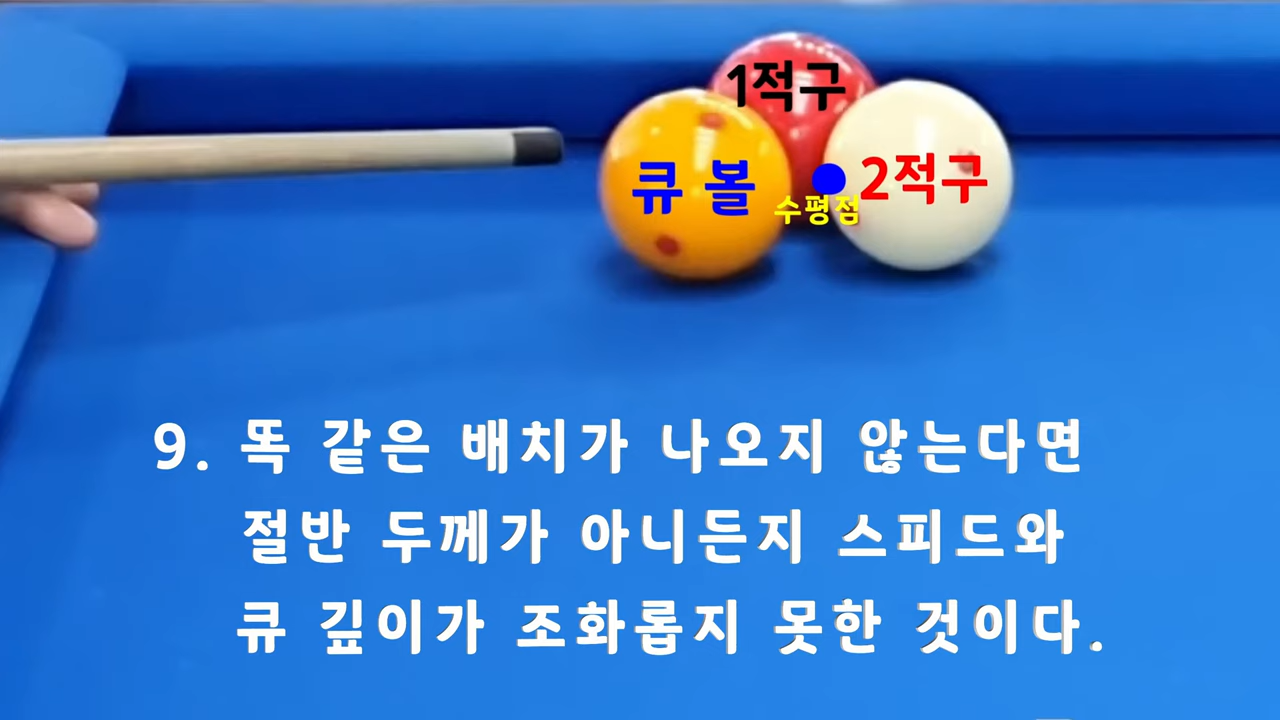 1적구
큐 볼
2적구
수평점
9. 똑 같은 배치가 나오지 않는다면
절반 두께가 아니든지 스피드와
큐 깊이가 조화롭지 못한 것이다.